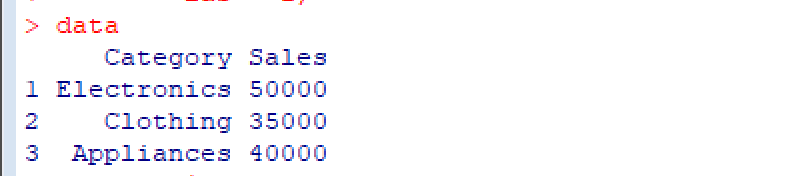 > data
Category Sales
1 Electronics 50000
2 Clothing 35000
3 Appliances 40000